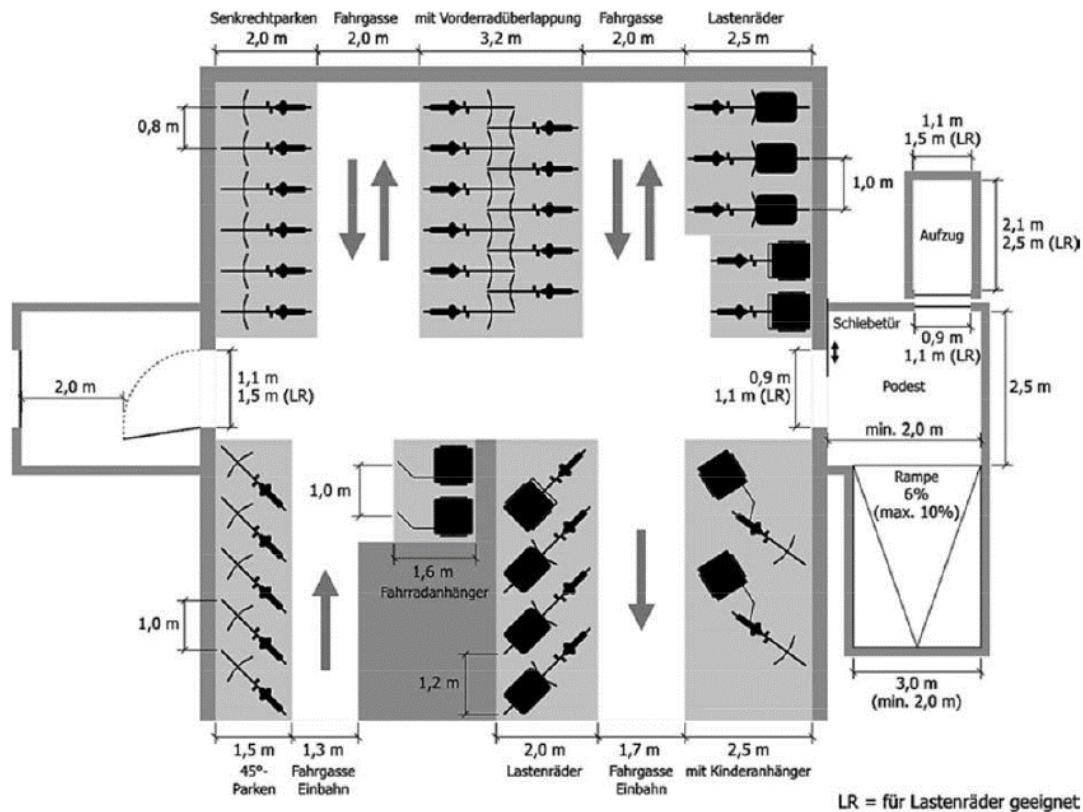 Senkrechtparken
2,0 m
Fahrgasse
2,0 m
mit Vorderradüberlappung
3,2 m
Fahrgasse
2,0 m
Lastenräder
2,5 m
0,8 m
1,0 m
1,1 m
1,5 m (LR)
Aufzug
2,1 m
2,5 m (LR)
Schiebetür
0,9 m
1,1 m (LR)
2,0 m
1,1 m
1,5 m (LR)
0,9 m
1,1 m (LR)
Podest
2,5 m
min. 2,0 m
1,0 m
1,6 m
Fahrradanhänger
Rampe
6%
(max. 10%)
1,0 m
1,2 m
3,0 m
(min. 2,0 m)
1,5 m
45°-
Parken
1,3 m
Fahrgasse
Einbahn
2,0 m
Lastenräder
1,7 m
Fahrgasse
Einbahn
2,5 m
mit Kinderanhänger
LR = für Lastenräder geeignet